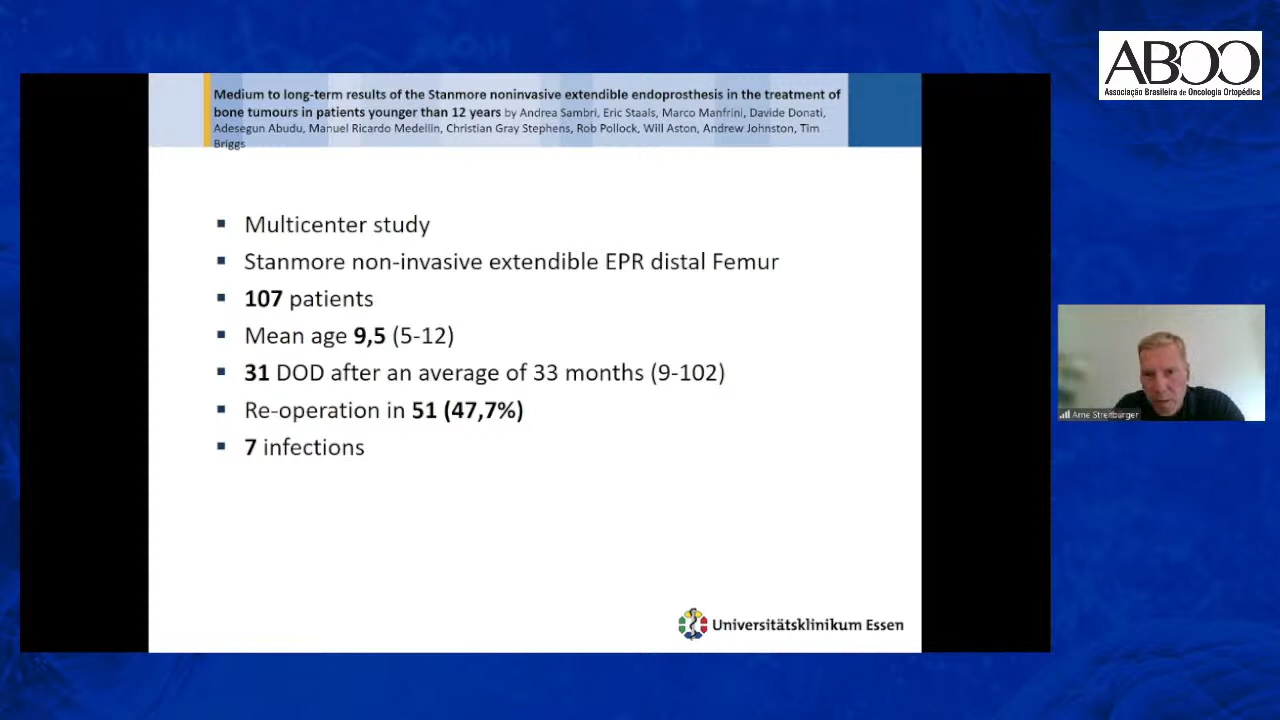 ABOO
Associação Brasileira de Oncologia Ortopédica
Medium to long-term results of the Stanmore noninvasive extendible endoprosthesis in the treatment of
bone tumours in patients younger than 12 years by Andrea Sambri, Eric Staals, Marco Manfrini, Davide Donati,
Adesegun Abudu, Manuel Ricardo Medellin, Christian Gray Stephens, Rob Pollock, Will Aston, Andrew Johnston, Tim
Briggs
▪ Multicenter study
▪ Stanmore non-invasive extendible EPR distal Femur
▪ 107 patients
▪ Mean age 9,5 (5-12)
▪ 31 DOD after an average of 33 months (9-102)
▪ Re-operation in 51 (47,7%)
▪ 7 infections
Arne Streitbürger
Universitätsklinikum Essen